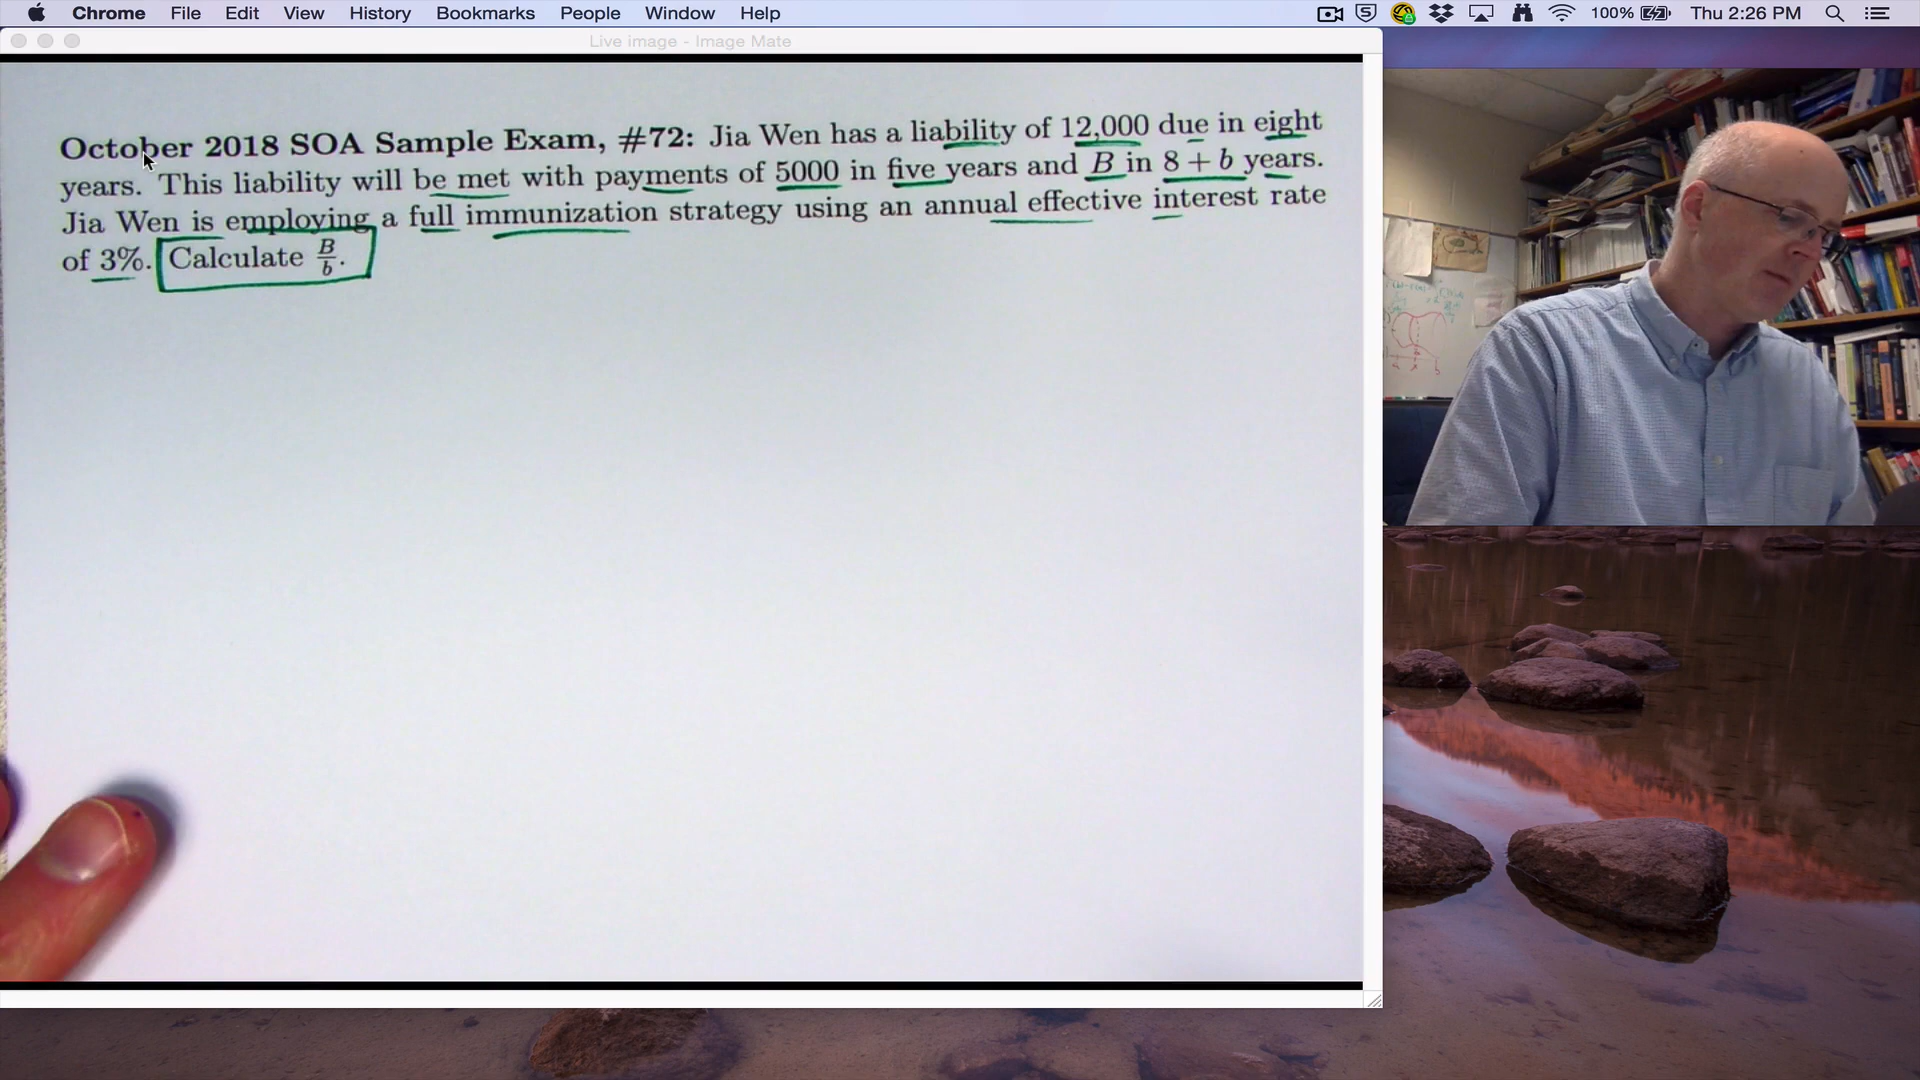 Chrome File Edit View History Bookmarks People Window Help 100% Thu 2:26 PM
Live image - Image Mate
October 2018 SOA Sample Exam, #72: Jia Wen has a liability of 12,000 due in eight
years. This liability will be met with payments of 5000 in five years and B in 8 + b years.
Jia Wen is employing a full immunization strategy using an annual effective interest rate
of 3%. Calculate B/b.